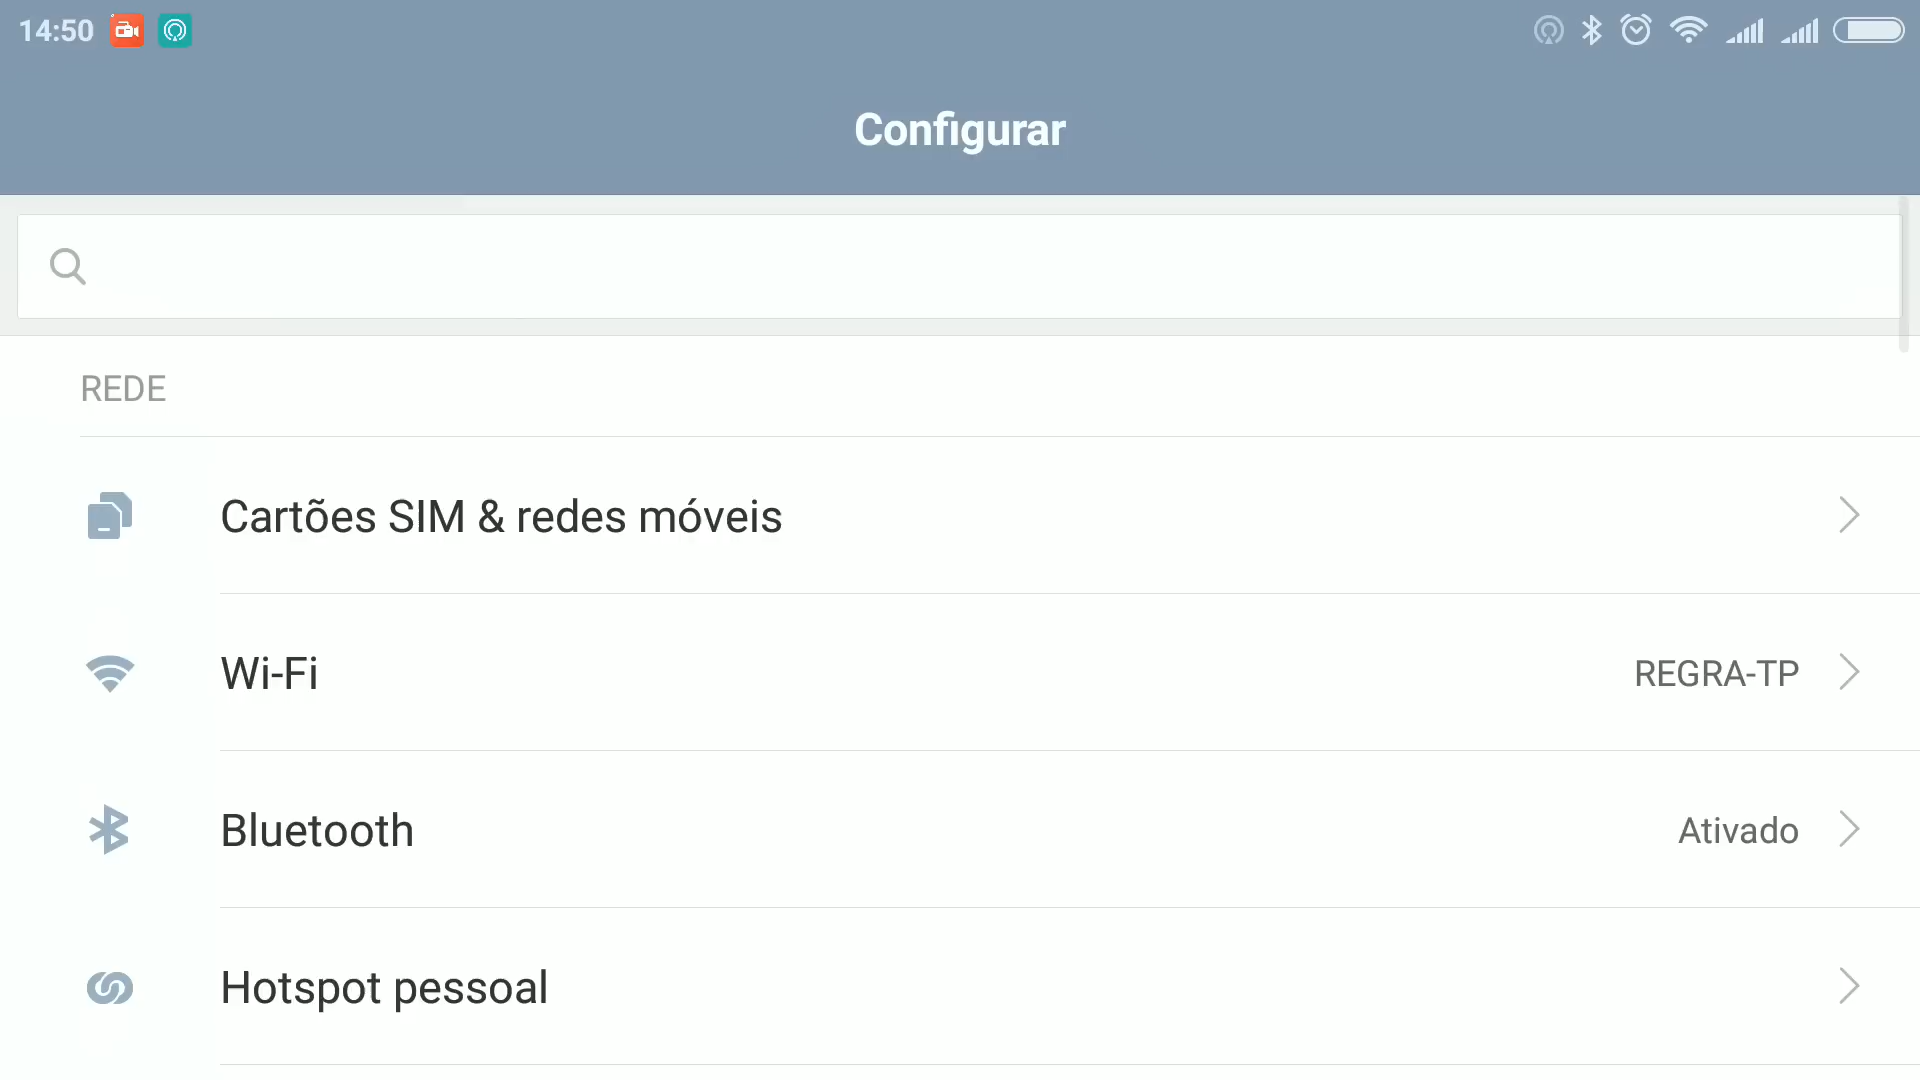 14:50
Configurar
REDE
Cartões SIM & redes móveis
Wi-Fi REGRA-TP
Bluetooth Ativado
Hotspot pessoal